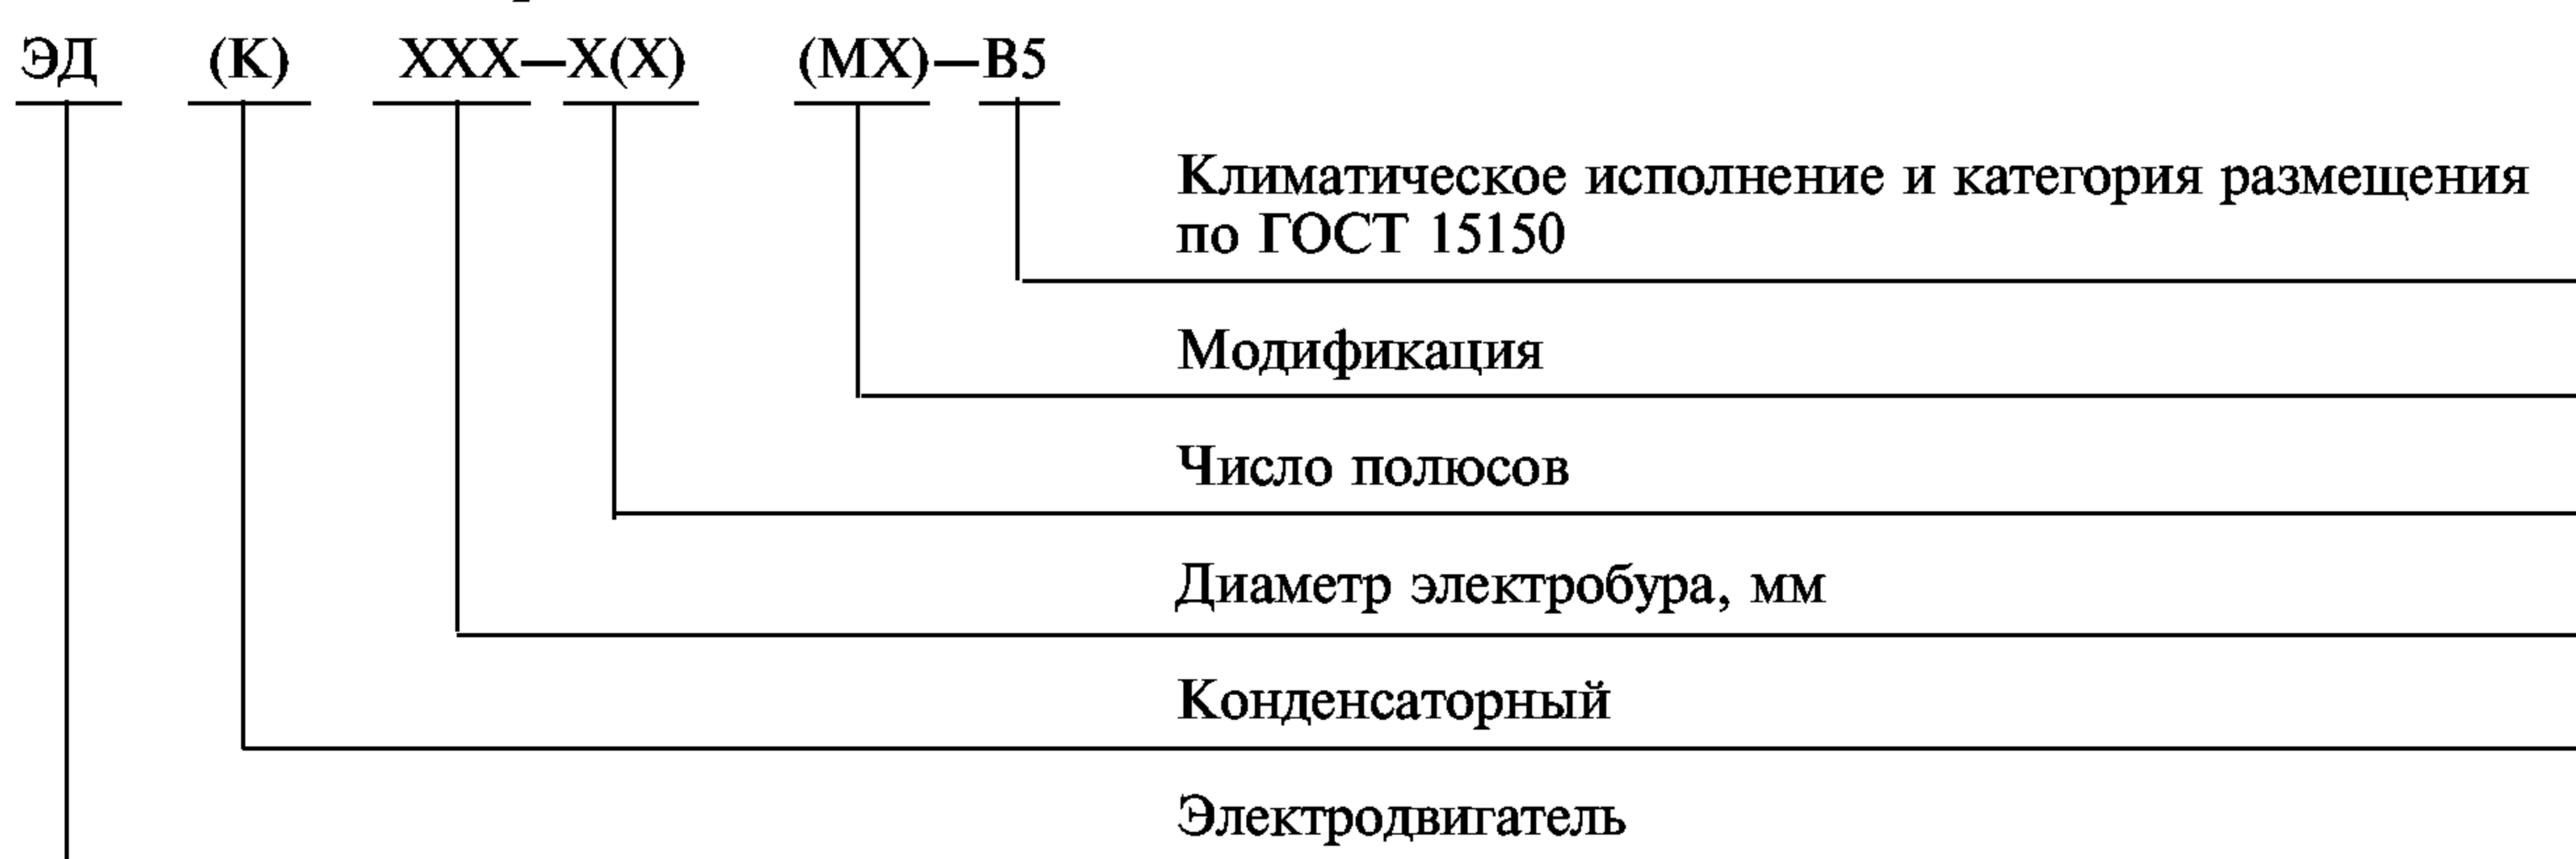 ЭД (К) ХХХ—Х(Х) (МХ)—В5
Климатическое исполнение и категория размещения
по ГОСТ 15150
Модификация
Число полюсов
Диаметр электробура, мм
Конденсаторный
Электродвигатель